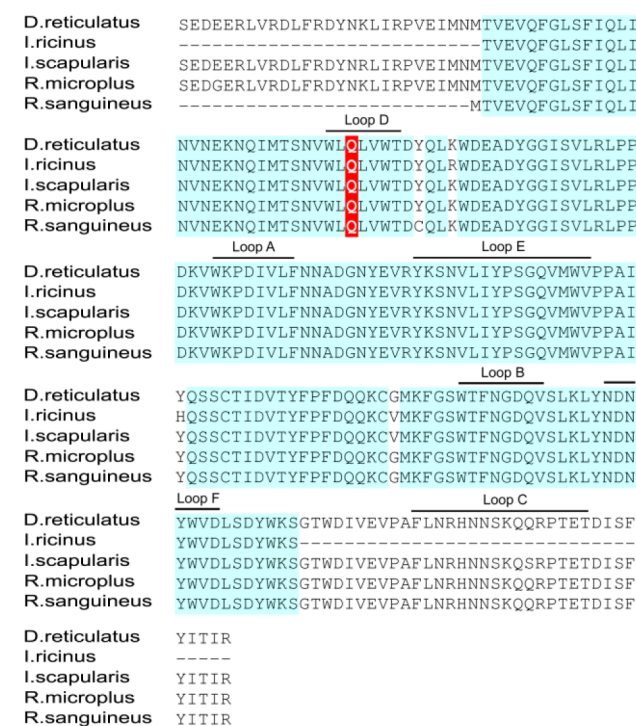 D.reticulatus SEDEERLVRDLFRDYNKLIRPVEIMNMTVEVQFGLSFIQLI
I.ricinus ---------------------------TVEVQFGLSFIQLI
I.scapularis SEDEERLVRDLFRDYNRLIRPVEIMNMTVEVQFGLSFIQLI
R.microplus SEDGERLVRDLFRDYNKLIRPVEIMNMTVEVQFGLSFIQLI
R.sanguineus --------------------------MTVEVQFGLSFIQLI
Loop D
D.reticulatus NVNEKNQIMTSNVWLQLVWTDYQLKWDEADYGGISVLRLPP
I.ricinus NVNEKNQIMTSNVWLQLVWTDYQLRWDEADYGGISVLRLPP
I.scapularis NVNEKNQIMTSNVWLQLVWTDYQLKWDEADYGGISVLRLPP
R.microplus NVNEKNQIMTSNVWLQLVWTDYQLKWDEADYGGISVLRLPP
R.sanguineus NVNEKNQIMTSNVWLQLVWTDCQLKWDEADYGGISVLRLPP
Loop A Loop E
D.reticulatus DKVWKPDIVLFNNADGNYEVRYKSNVLIYPSGQVMWVPPAI
I.ricinus DKVWKPDIVLFNNADGNYEVRYKSNVLIYPSGQVMWVPPAI
I.scapularis DKVWKPDIVLFNNADGNYEVRYKSNVLIYPSGQVMWVPPAI
R.microplus DKVWKPDIVLFNNADGNYEVRYKSNVLIYPSGQVMWVPPAI
R.sanguineus DKVWKPDIVLFNNADGNYEVRYKSNVLIYPSGQVMWVPPAI
Loop B
D.reticulatus YQSSCTIDVTYFPFDQQKCGMKFGSWTFNGDQVSLKLYNDN
I.ricinus HQSSCTIDVTYFPFDQQKCVMKFGSWTFNGDQVSLKLYNDN
I.scapularis YQSSCTIDVTYFPFDQQKCVMKFGSWTFNGDQVSLKLYNDN
R.microplus YQSSCTIDVTYFPFDQQKCGMKFGSWTFNGDQVSLKLYNDN
R.sanguineus YQSSCTIDVTYFPFDQQKCGMKFGSWTFNGDQVSLKLYNDN
Loop F Loop C
D.reticulatus YWVDLSDYWKSGTWDIVEVPAFLNRHNNSKQQRPTETDISF
I.ricinus YWVDLSDYWKS------------------------------
I.scapularis YWVDLSDYWKSGTWDIVEVPAFLNRHNNSKQSRPTETDISF
R.microplus YWVDLSDYWKSGTWDIVEVPAFLNRHNNSKQQRPTETDISF
R.sanguineus YWVDLSDYWKSGTWDIVEVPAFLNRHNNSKQQRPTETDISF
D.reticulatus YITIR
I.ricinus -----
I.scapularis YITIR
R.microplus YITIR
R.sanguineus YITIR